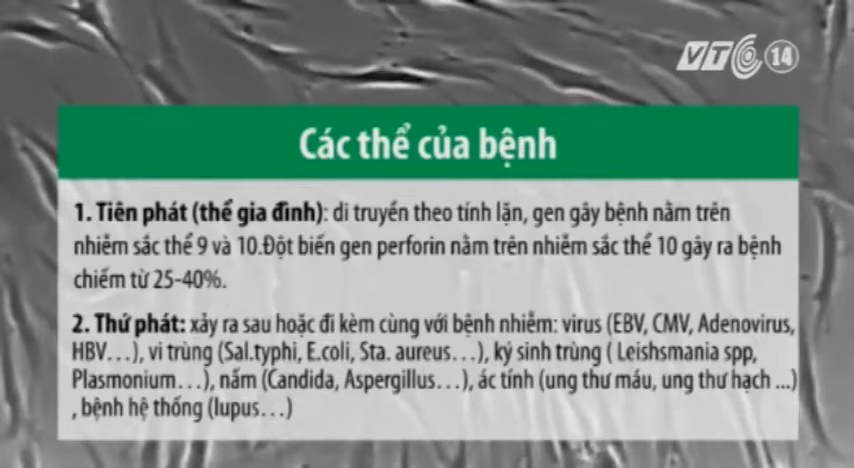 VTC 14
Các thể của bệnh
1. Tiên phát (thể gia đình): di truyền theo tính lặn, gen gây bệnh nằm trên
nhiễm sắc thể 9 và 10.Đột biến gen perforin nằm trên nhiễm sắc thể 10 gây ra bệnh
chiếm từ 25-40%.
2. Thứ phát: xảy ra sau hoặc đi kèm cùng với bệnh nhiễm: virus (EBV, CMV, Adenovirus,
HBV…), vi trùng (Sal.typhi, E.coli, Sta. aureus…), ký sinh trùng ( Leishsmania spp,
Plasmonium…), nấm (Candida, Aspergillus…), ác tính (ung thư máu, ung thư hạch ...)
, bệnh hệ thống (lupus…)